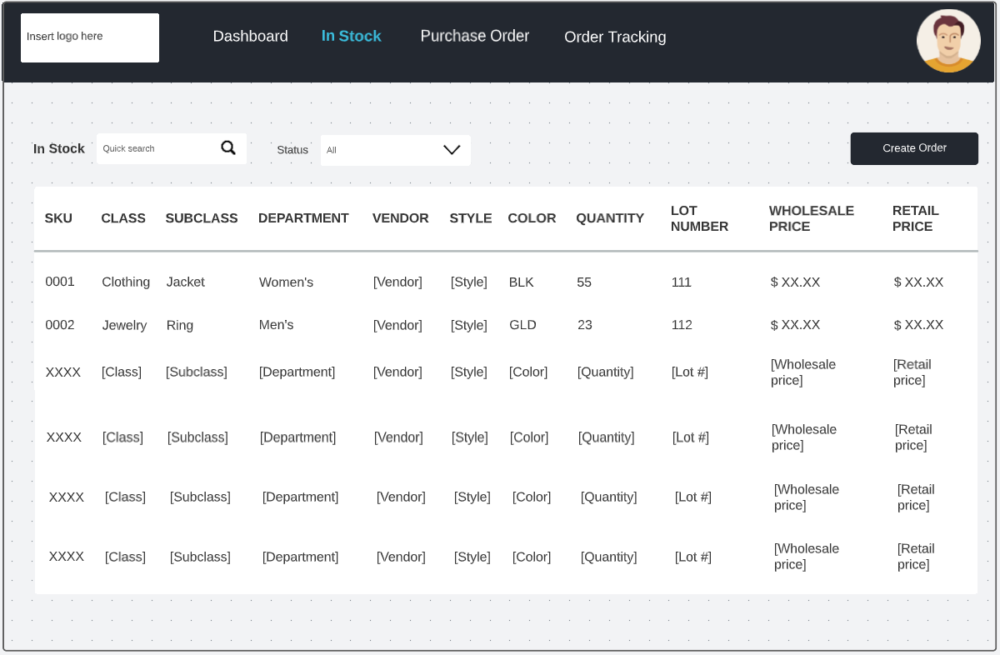 Insert logo here
Dashboard In Stock Purchase Order Order Tracking
In Stock Quick search Status All Create Order
SKU CLASS SUBCLASS DEPARTMENT VENDOR STYLE COLOR QUANTITY LOT NUMBER WHOLESALE PRICE RETAIL PRICE
0001 Clothing Jacket Women's [Vendor] [Style] BLK 55 111 $ XX.XX $ XX.XX
0002 Jewelry Ring Men's [Vendor] [Style] GLD 23 112 $ XX.XX $ XX.XX
XXXX [Class] [Subclass] [Department] [Vendor] [Style] [Color] [Quantity] [Lot #] [Wholesale price] [Retail price]
XXXX [Class] [Subclass] [Department] [Vendor] [Style] [Color] [Quantity] [Lot #] [Wholesale price] [Retail price]
XXXX [Class] [Subclass] [Department] [Vendor] [Style] [Color] [Quantity] [Lot #] [Wholesale price] [Retail price]
XXXX [Class] [Subclass] [Department] [Vendor] [Style] [Color] [Quantity] [Lot #] [Wholesale price] [Retail price]